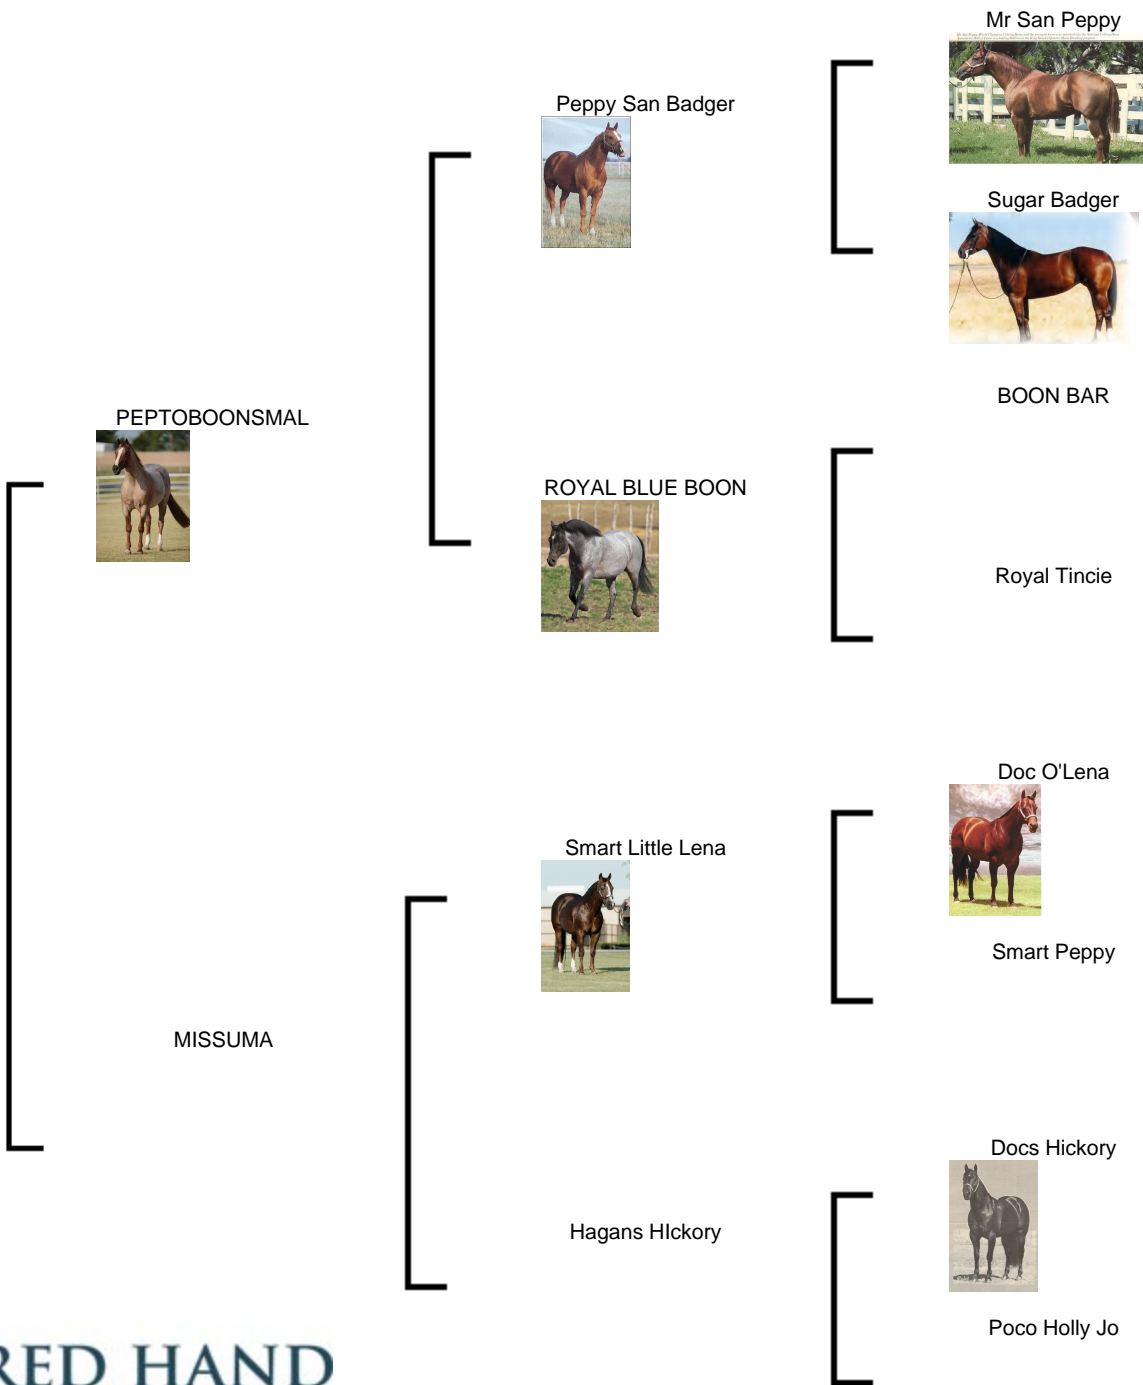 Mr San Peppy
Peppy San Badger
Sugar Badger
BOON BAR
PEPTOBOONSMAL
ROYAL BLUE BOON
Royal Tincie
Doc O'Lena
Smart Little Lena
Smart Peppy
MISSUMA
Docs Hickory
Hagans HIckory
Poco Holly Jo
RED HAND